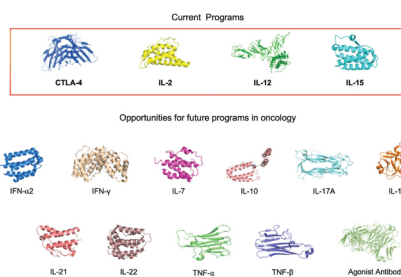 Current Programs
CTLA-4 IL-2 IL-12 IL-15
Opportunities for future programs in oncology
IFN-α2 IFN-γ IL-7 IL-10 IL-17A
IL-21 IL-22 TNF-α TNF-β Agonist